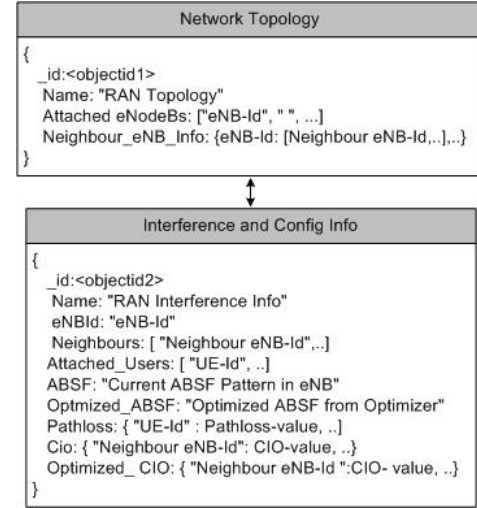 Network Topology
{
_id:<objectid1>
Name: "RAN Topology"
Attached eNodeBs: ["eNB-Id", " ", ...]
Neighbour_eNB_Info: {eNB-Id: [Neighbour eNB-Id,..],..}
}
Interference and Config Info
{
_id:<objectid2>
Name: "RAN Interference Info"
eNBId: "eNB-Id"
Neighbours: [ "Neighbour eNB-Id",..]
Attached_Users: [ "UE-Id", ..]
ABSF: "Current ABSF Pattern in eNB"
Optmized_ABSF: "Optimized ABSF from Optimizer"
Pathloss: { "UE-Id" : Pathloss-value, ..]
Cio: { "Neighbour eNB-Id": CIO-value, ..}
Optimized_ CIO: { "Neighbour eNB-Id ":CIO- value, ..}
}